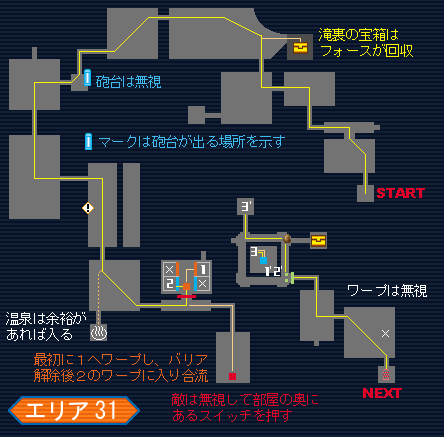 滝裏の宝箱は
フォースが回収
砲台は無視
マークは砲台が出る場所を示す
START
3'
3
1' 2'
1
2
ワープは無視
温泉は余裕が
あれば入る
最初に1へワープし、バリア
解除後2のワープに入り合流
敵は無視して部屋の奥に
あるスイッチを押す
NEXT
エリア31